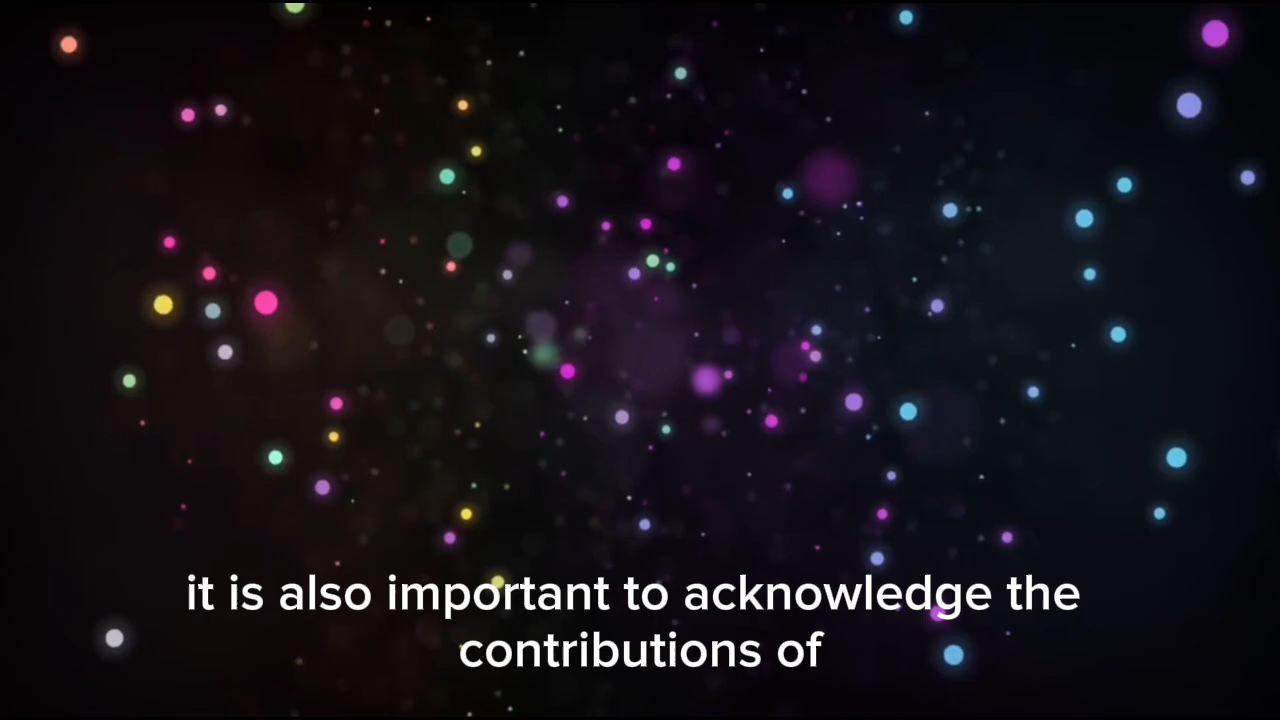 it is also important to acknowledge the
contributions of